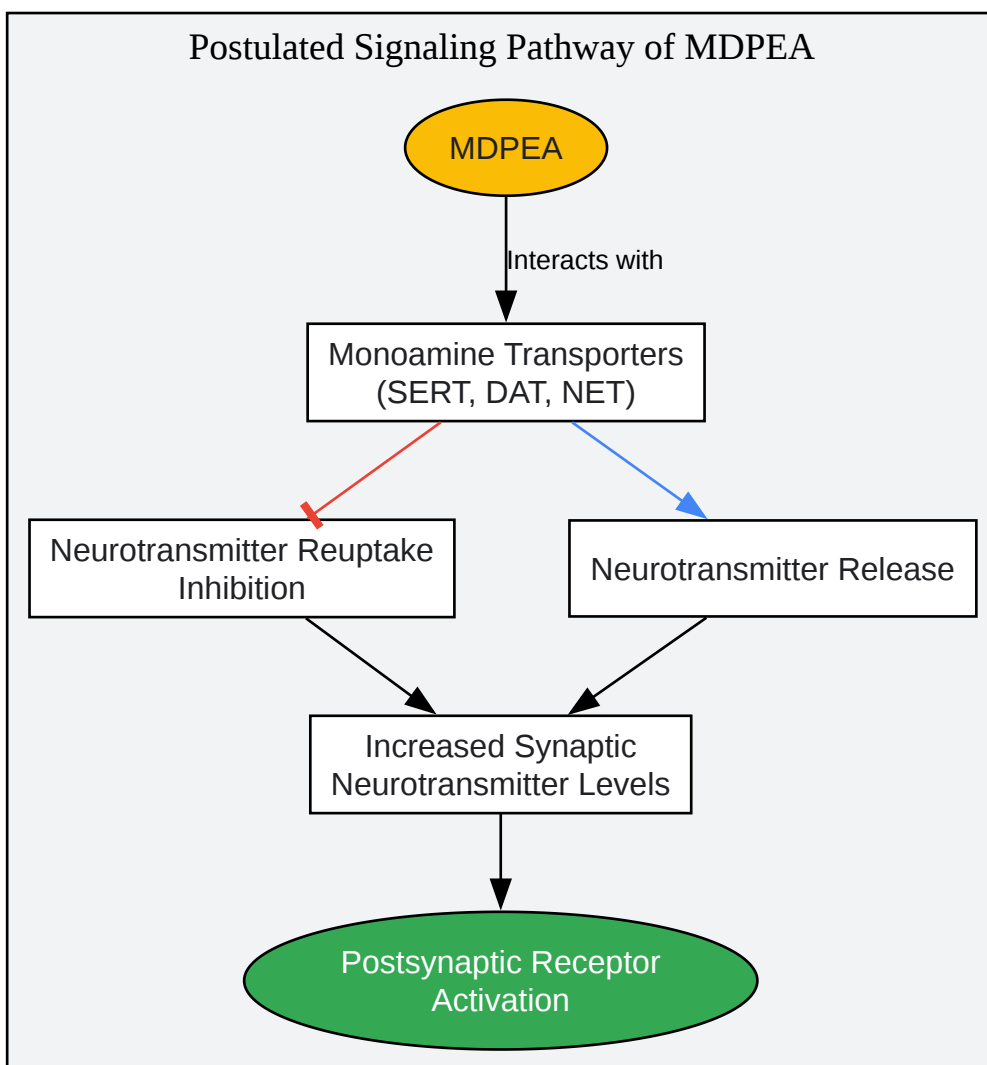 Postulated Signaling Pathway of MDPEA
MDPEA
Interacts with
Monoamine Transporters
(SERT, DAT, NET)
Neurotransmitter Reuptake
Inhibition
Neurotransmitter Release
Increased Synaptic
Neurotransmitter Levels
Postsynaptic Receptor
Activation